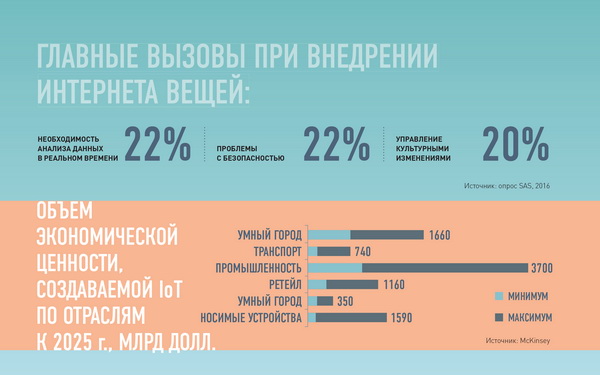 ГЛАВНЫЕ ВЫЗОВЫ ПРИ ВНЕДРЕНИИ
ИНТЕРНЕТА ВЕЩЕЙ:
НЕОБХОДИМОСТЬ
АНАЛИЗА ДАННЫХ
В РЕАЛЬНОМ ВРЕМЕНИ
22%
ПРОБЛЕМЫ
С БЕЗОПАСНОСТЬЮ
22%
УПРАВЛЕНИЕ
КУЛЬТУРНЫМИ
ИЗМЕНЕНИЯМИ
20%
Источник: опрос SAS, 2016
ОБЪЕМ
ЭКОНОМИЧЕСКОЙ
ЦЕННОСТИ,
СОЗДАВАЕМОЙ IoT
ПО ОТРАСЛЯМ
К 2025 г., МЛРД ДОЛЛ.
УМНЫЙ ГОРОД 1660
ТРАНСПОРТ 740
ПРОМЫШЛЕННОСТЬ 3700
РЕТЕЙЛ 1160
УМНЫЙ ГОРОД 350
НОСИМЫЕ УСТРОЙСТВА 1590
МИНИМУМ
МАКСИМУМ
Источник: McKinsey